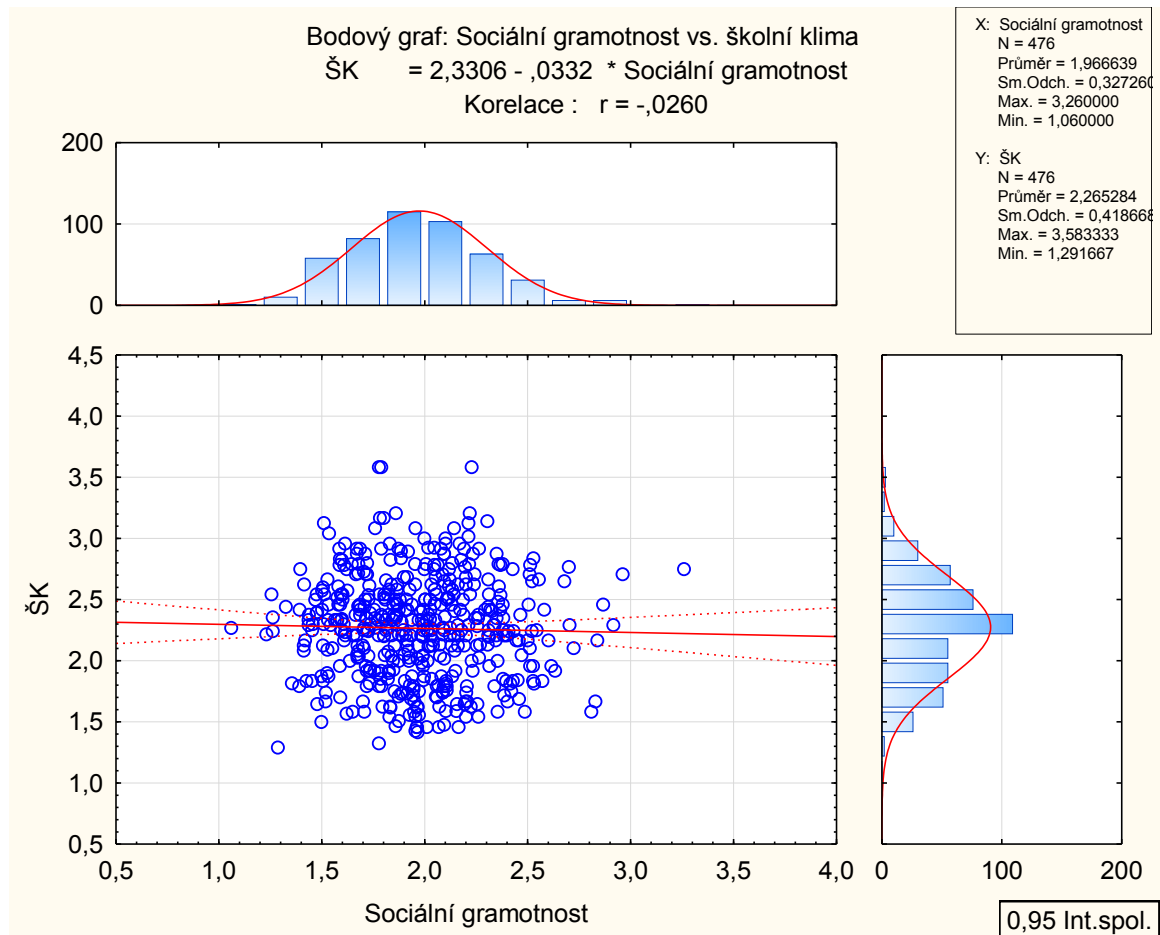 Bodový graf: Sociální gramotnost vs. školní klima
ŠK = 2,3306 - ,0332 * Sociální gramotnost
Korelace : r = -,0260
X: Sociální gramotnost
N = 476
Průměr = 1,966639
Sm.Odch. = 0,327260
Max. = 3,260000
Min. = 1,060000
Y: ŠK
N = 476
Průměr = 2,265284
Sm.Odch. = 0,418668
Max. = 3,583333
Min. = 1,291667
200
100
0
4,5
4,0
3,5
3,0
2,5
2,0
1,5
1,0
0,5
ŠK
0,5 1,0 1,5 2,0 2,5 3,0 3,5 4,0
Sociální gramotnost
0 100 200
0,95 Int.spol.